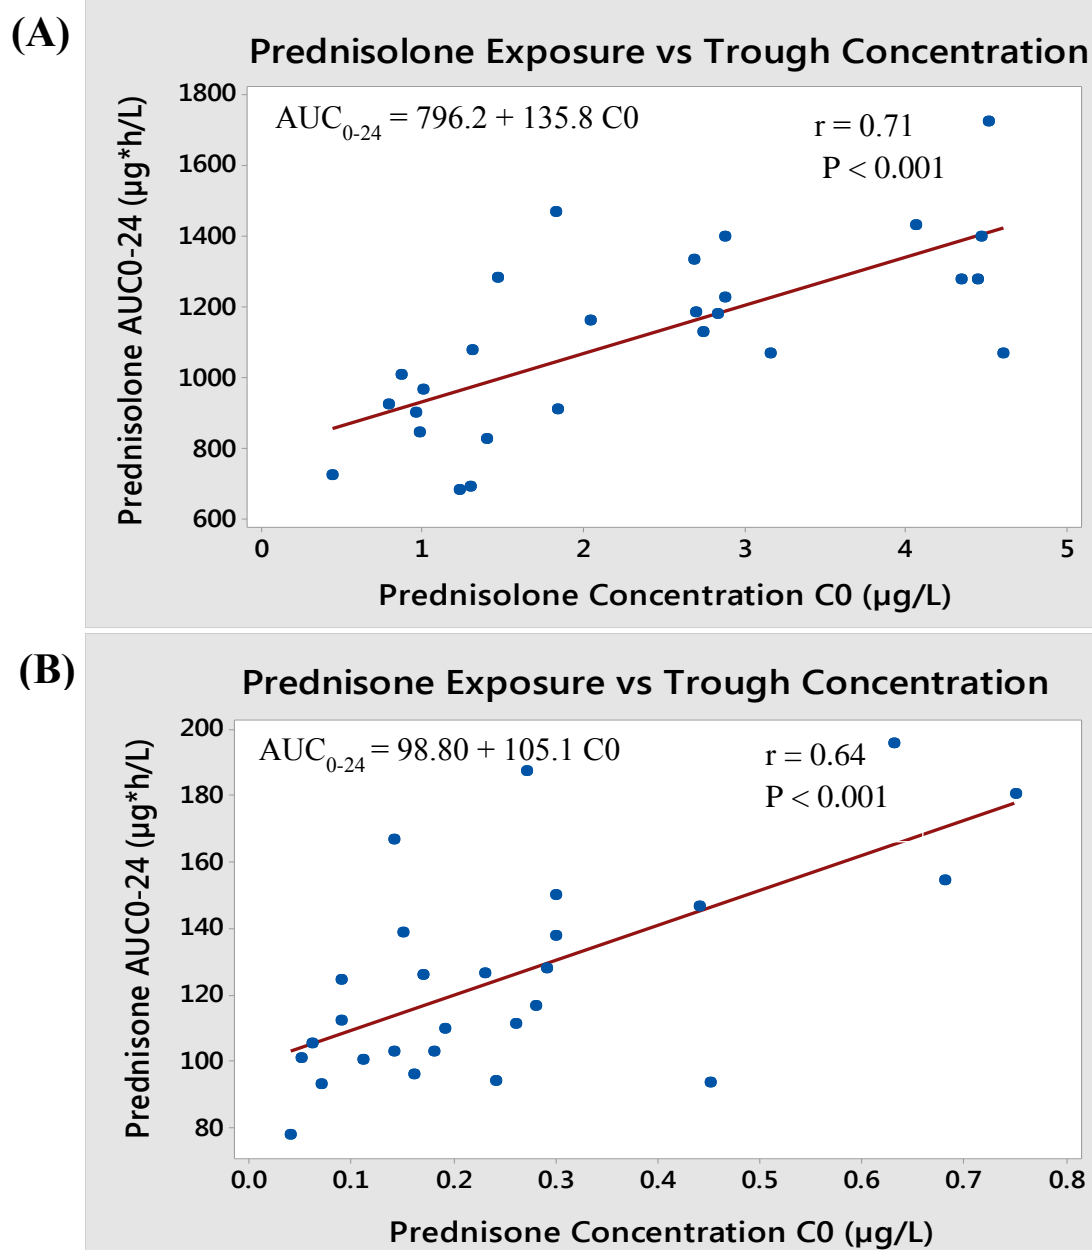 (A)
Prednisolone Exposure vs Trough Concentration
AUC0-24 = 796.2 + 135.8 C0
r = 0.71
P < 0.001
Prednisolone AUC0-24 (µg*h/L)
1800
1600
1400
1200
1000
800
600
0 1 2 3 4 5
Prednisolone Concentration C0 (µg/L)
(B)
Prednisone Exposure vs Trough Concentration
AUC0-24 = 98.80 + 105.1 C0
r = 0.64
P < 0.001
Prednisone AUC0-24 (µg*h/L)
200
180
160
140
120
100
80
0.0 0.1 0.2 0.3 0.4 0.5 0.6 0.7 0.8
Prednisone Concentration C0 (µg/L)